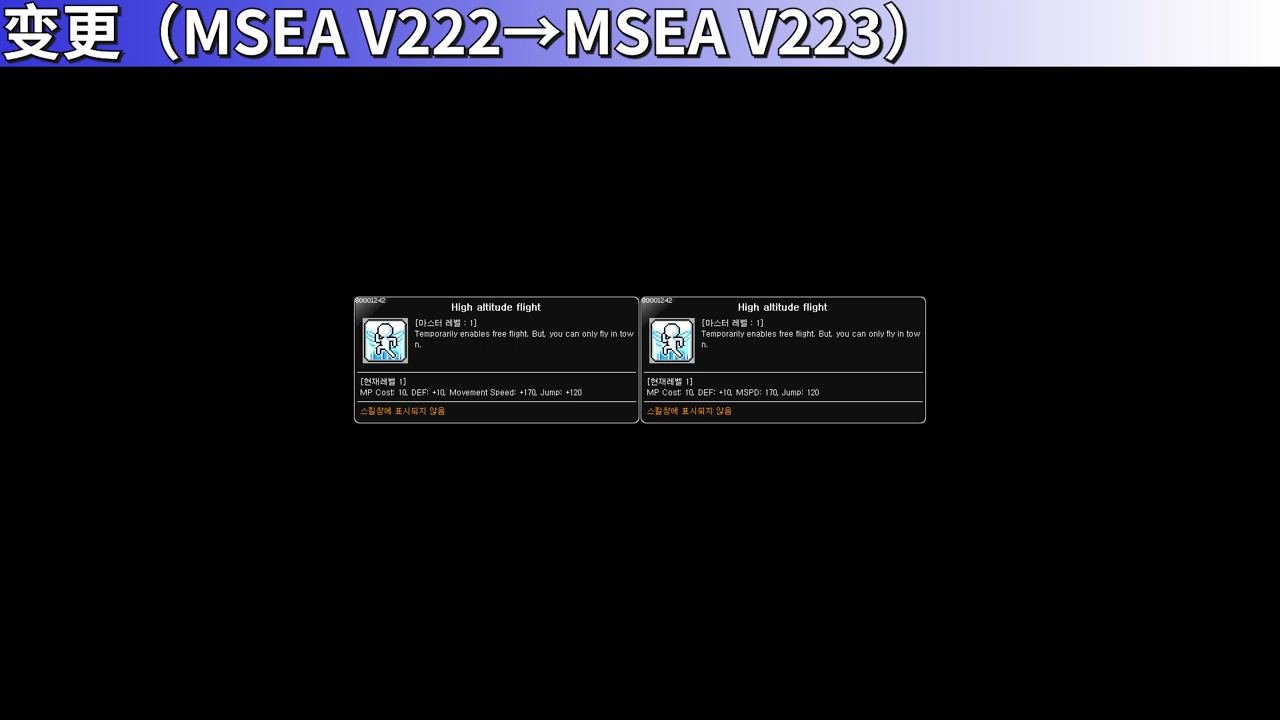 变更（MSEA V222→MSEA V223）
80001242
High altitude flight
[마스터 레벨 : 1]
Temporarily enables free flight. But, you can only fly in tow
n.
[현재레벨 1]
MP Cost: 10, DEF: +10, Movement Speed: +170, Jump: +120
스킬창에 표시되지 않음
80001242
High altitude flight
[마스터 레벨 : 1]
Temporarily enables free flight. But, you can only fly in tow
n.
[현재레벨 1]
MP Cost: 10, DEF: +10, MSPD: 170, Jump: 120
스킬창에 표시되지 않음